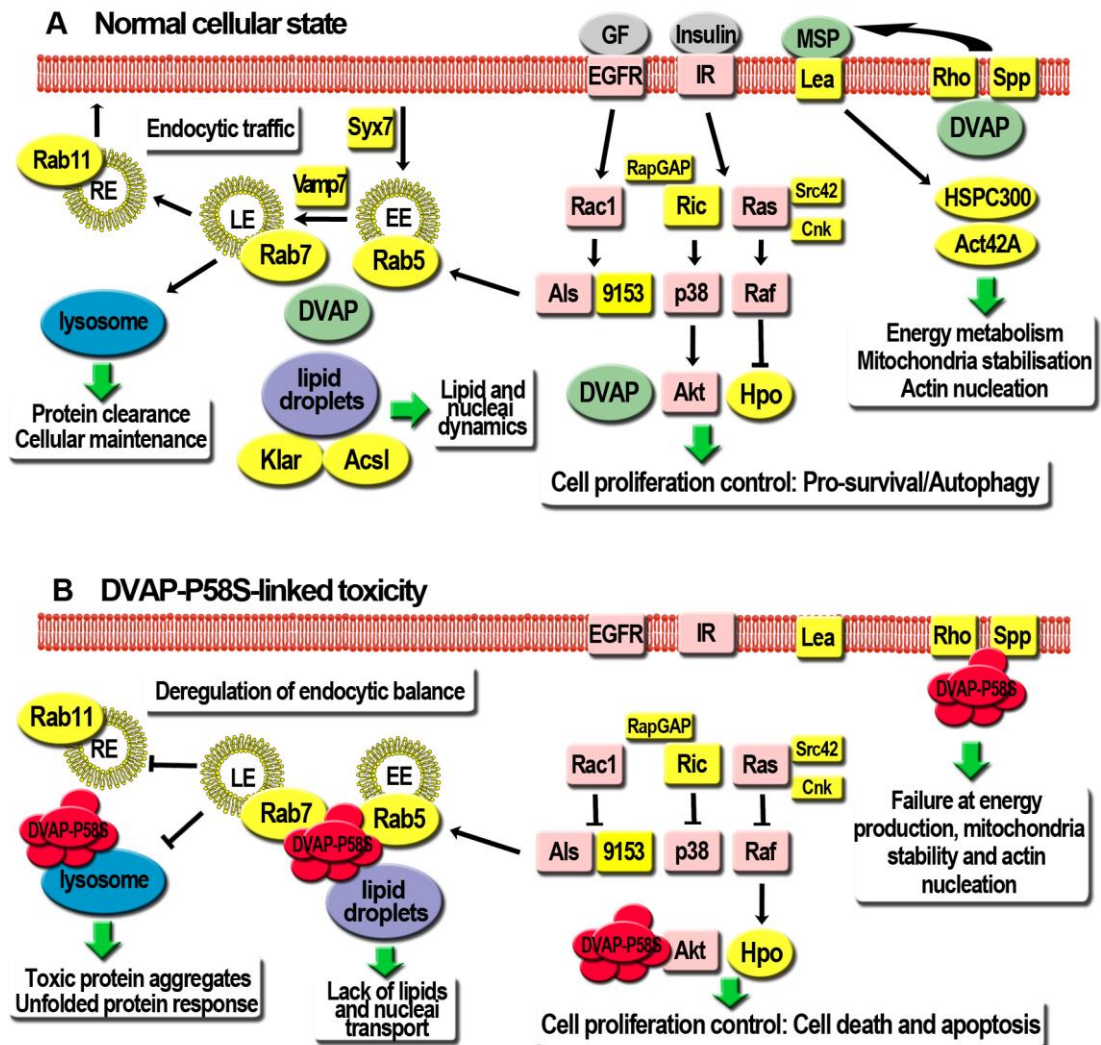 A Normal cellular state
GF
Insulin
MSP
EGFR
IR
Lea
Rho
Spp
DVAP
Endocytic traffic
Syx7
Rab11
RE
Vamp7
LE
EE
Rab7
Rab5
RapGAP
Rac1
Ric
Ras
Src42
Cnk
HSPC300
Act42A
Als
9153
p38
Raf
lysosome
DVAP
Energy metabolism
Mitochondria stabilisation
Actin nucleation
lipid
droplets
Lipid and
nucleai
dynamics
DVAP
Akt
Hpo
Protein clearance
Cellular maintenance
Klar
Acsl
Cell proliferation control: Pro-survival/Autophagy
B DVAP-P58S-linked toxicity
EGFR
IR
Lea
Rho
Spp
DVAP-P58S
Deregulation of endocytic balance
Rab11
RE
LE
EE
Rab7
Rab5
RapGAP
Rac1
Ric
Ras
Src42
Cnk
DVAP-P58S
DVAP-P58S
Als
9153
p38
Raf
Failure at energy
production, mitochondria
stability and actin
nucleation
lysosome
lipid
droplets
DVAP-P58S
Akt
Hpo
Toxic protein aggregates
Unfolded protein response
Lack of lipids
and nucleai
transport
Cell proliferation control: Cell death and apoptosis